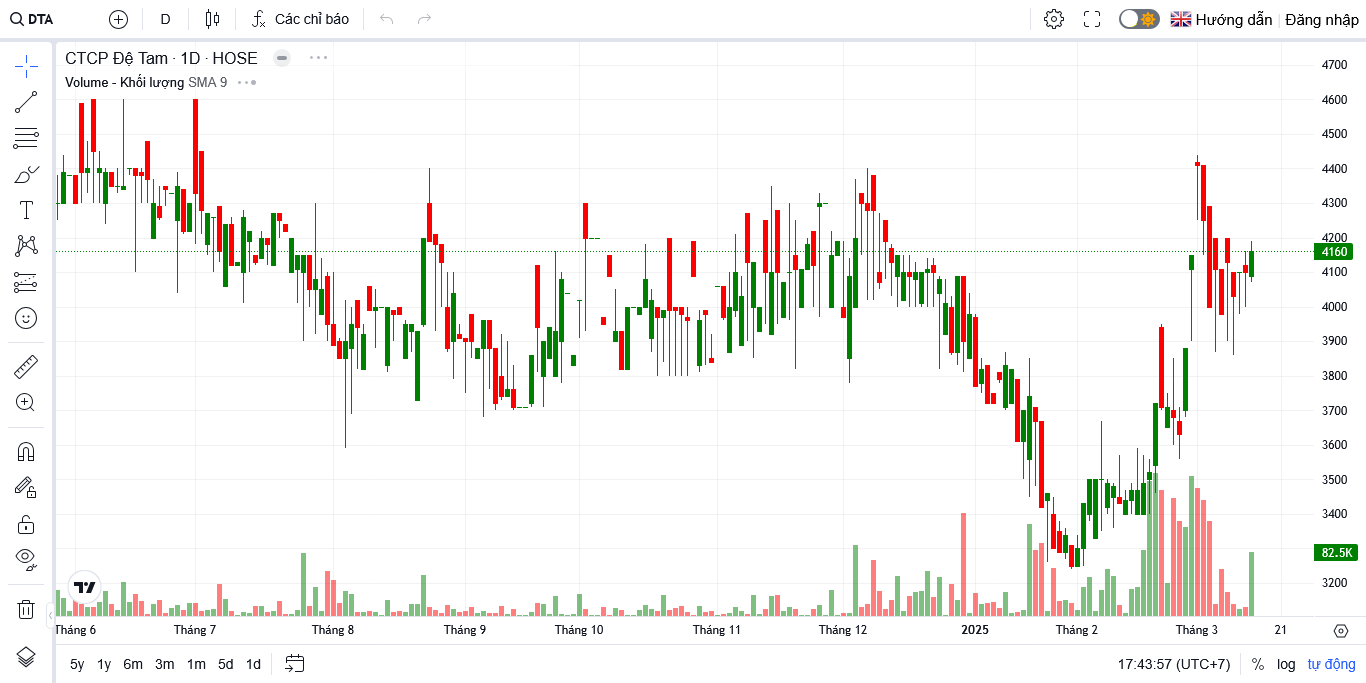 DTA D Các chỉ báo Hướng dẫn Đăng nhập
CTCP Đệ Tam · 1D · HOSE
Volume - Khối lượng SMA 9
4700
4600
4500
4400
4300
4200
4160
4100
4000
3900
3800
3700
3600
3500
3400
82.5K
3200
Tháng 6 Tháng 7 Tháng 8 Tháng 9 Tháng 10 Tháng 11 Tháng 12 2025 Tháng 2 Tháng 3 21
5y 1y 6m 3m 1m 5d 1d 17:43:57 (UTC+7) % log tự động